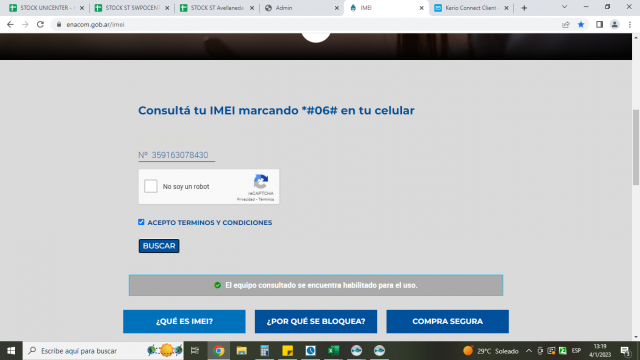 STOCK UNICENTER -
STOCK ST SWPOCENT
STOCK ST Avellaneda
Admin
IMEI
Kerio Connect Client
enacom.gob.ar/imei
Consultá tu IMEI marcando *#06# en tu celular
Nº 359163078430
No soy un robot
reCAPTCHA
Privacidad - Términos
ACEPTO TERMINOS Y CONDICIONES
BUSCAR
El equipo consultado se encuentra habilitado para el uso.
¿QUÉ ES IMEI?
¿POR QUÉ SE BLOQUEA?
COMPRA SEGURA
Escribe aquí para buscar
29°C Soleado
ESP
13:19
4/1/2023